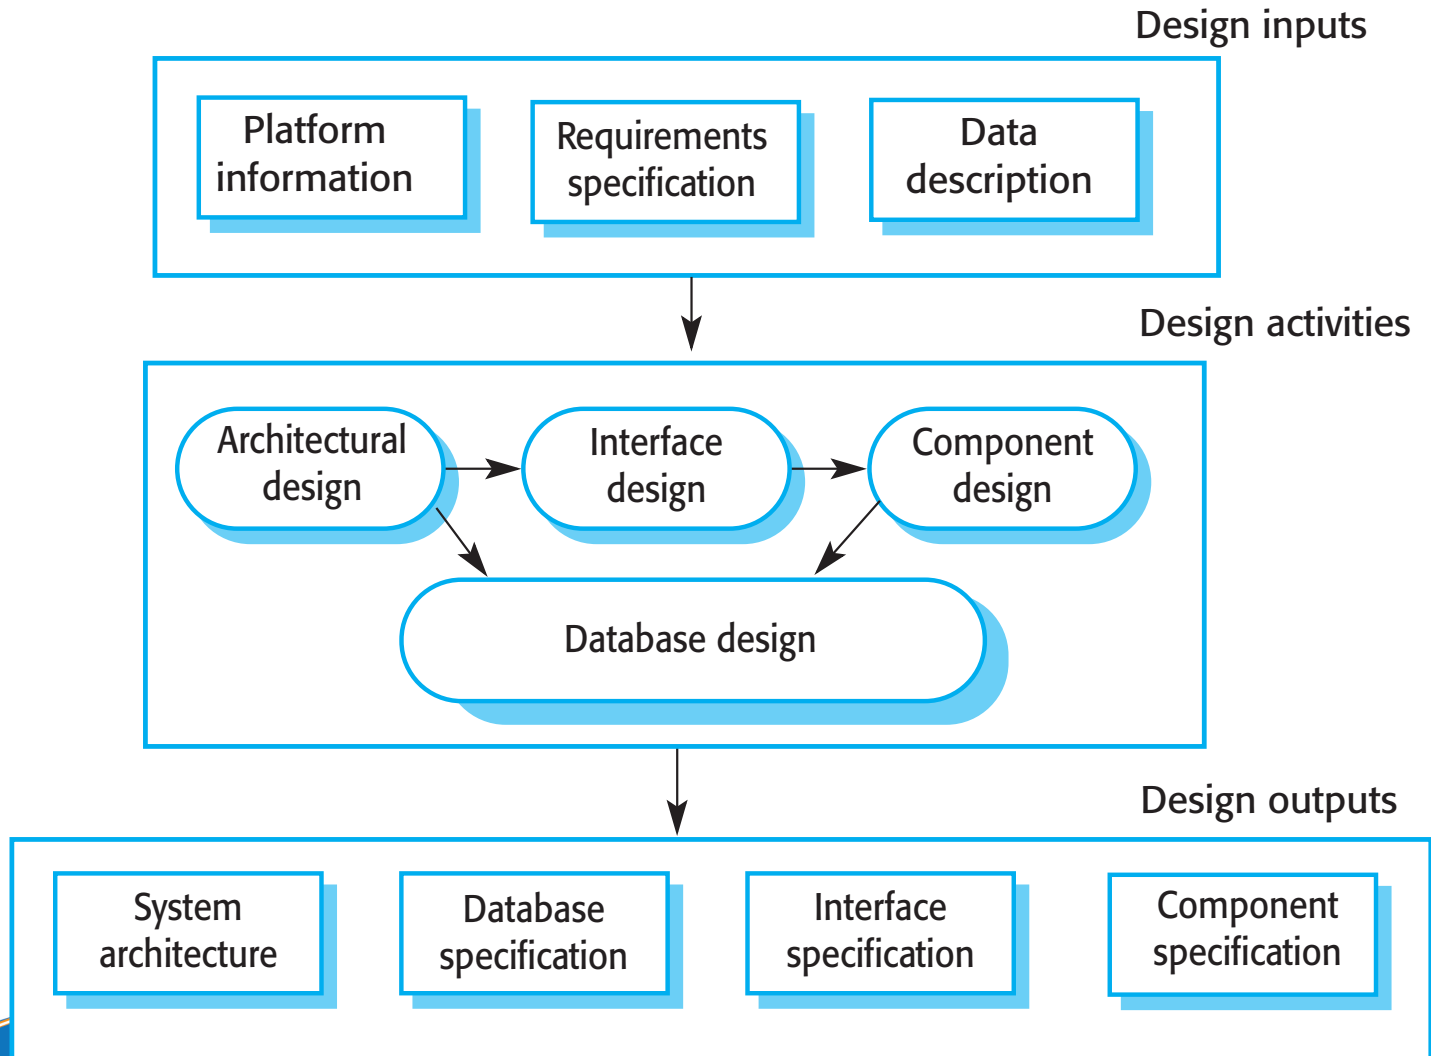 Design inputs
Platform
information
Requirements
specification
Data
description
Design activities
Architectural
design
Interface
design
Component
design
Database design
Design outputs
System
architecture
Database
specification
Interface
specification
Component
specification